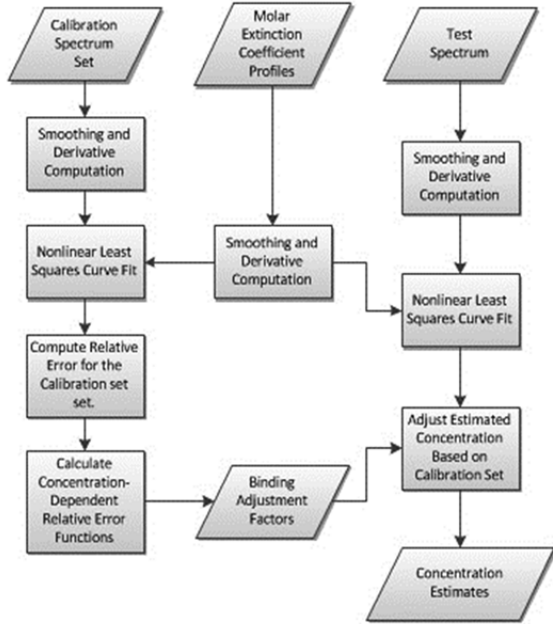 Calibration
Spectrum
Set
Molar
Extinction
Coefficient
Profiles
Test
Spectrum
Smoothing and
Derivative
Computation
Smoothing and
Derivative
Computation
Nonlinear Least
Squares Curve Fit
Smoothing and
Derivative
Computation
Nonlinear Least
Squares Curve Fit
Compute Relative
Error for the
Calibration set
set.
Adjust Estimated
Concentration
Based on
Calibration Set
Calculate
Concentration-
Dependent
Relative Error
Functions
Binding
Adjustment
Factors
Concentration
Estimates